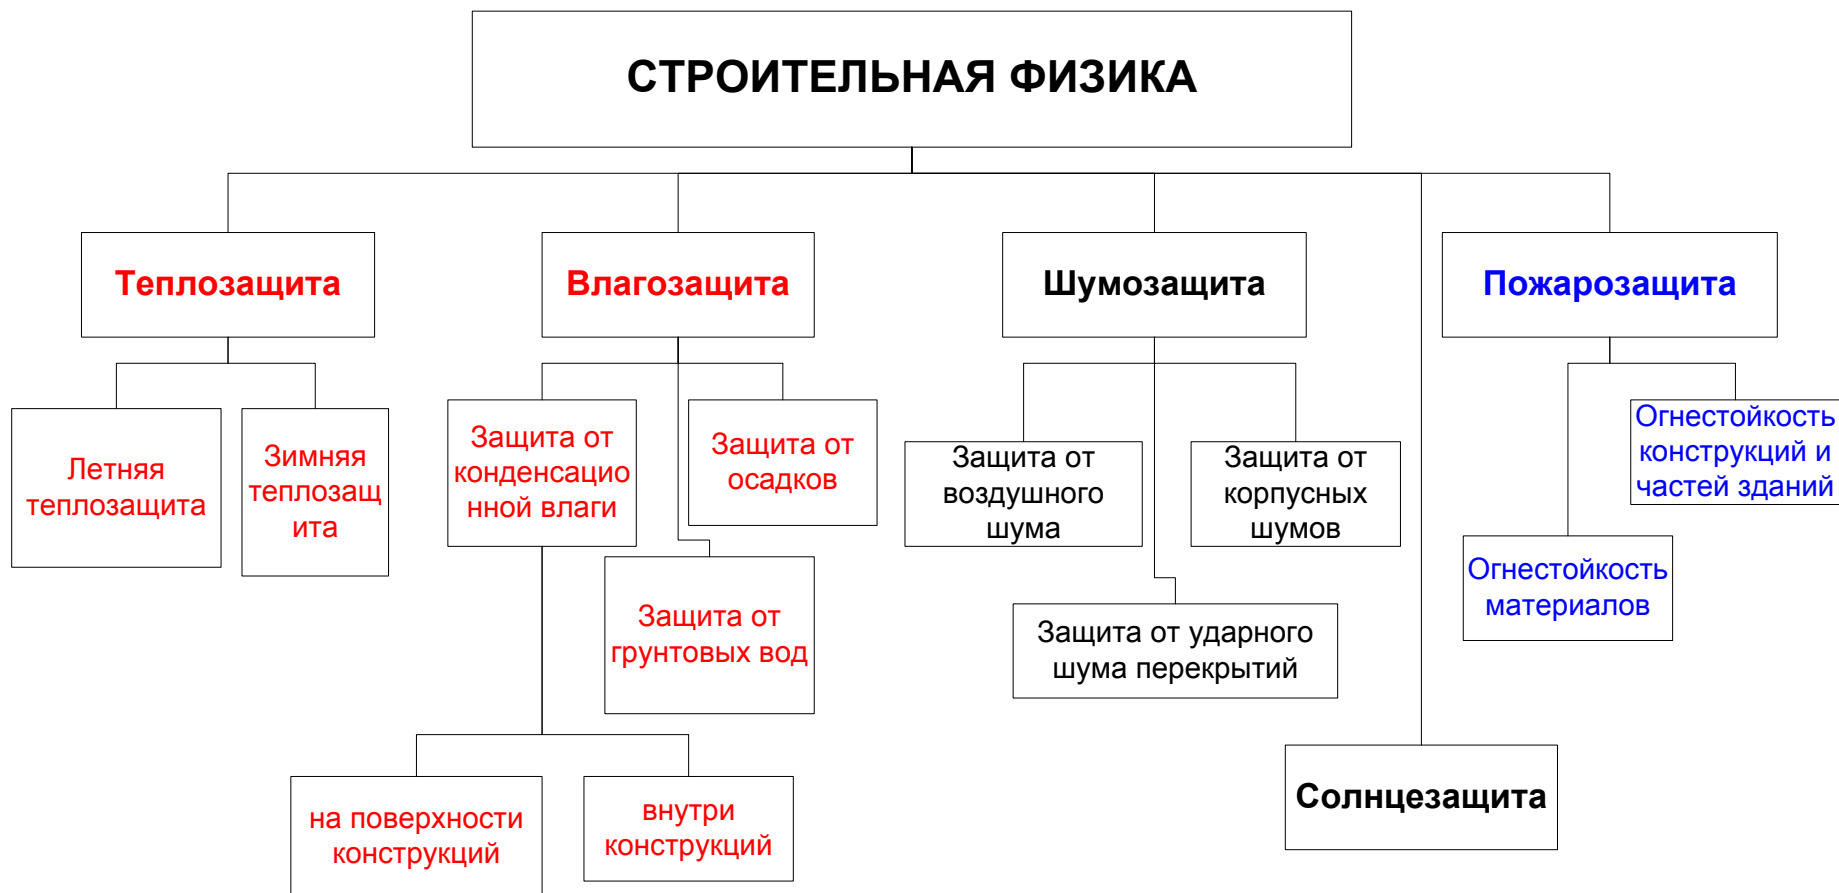 СТРОИТЕЛЬНАЯ ФИЗИКА
Теплозащита
Влагозащита
Шумозащита
Пожарозащита
Летняя
теплозащита
Зимняя
теплозащ
ита
Защита от
конденсацио
нной влаги
Защита от
осадков
Защита от
грунтовых вод
Защита от
воздушного
шума
Защита от
корпусных
шумов
Защита от ударного
шума перекрытий
Огнестойкость
конструкций и
частей зданий
Огнестойкость
материалов
Солнцезащита
на поверхности
конструкций
внутри
конструкций